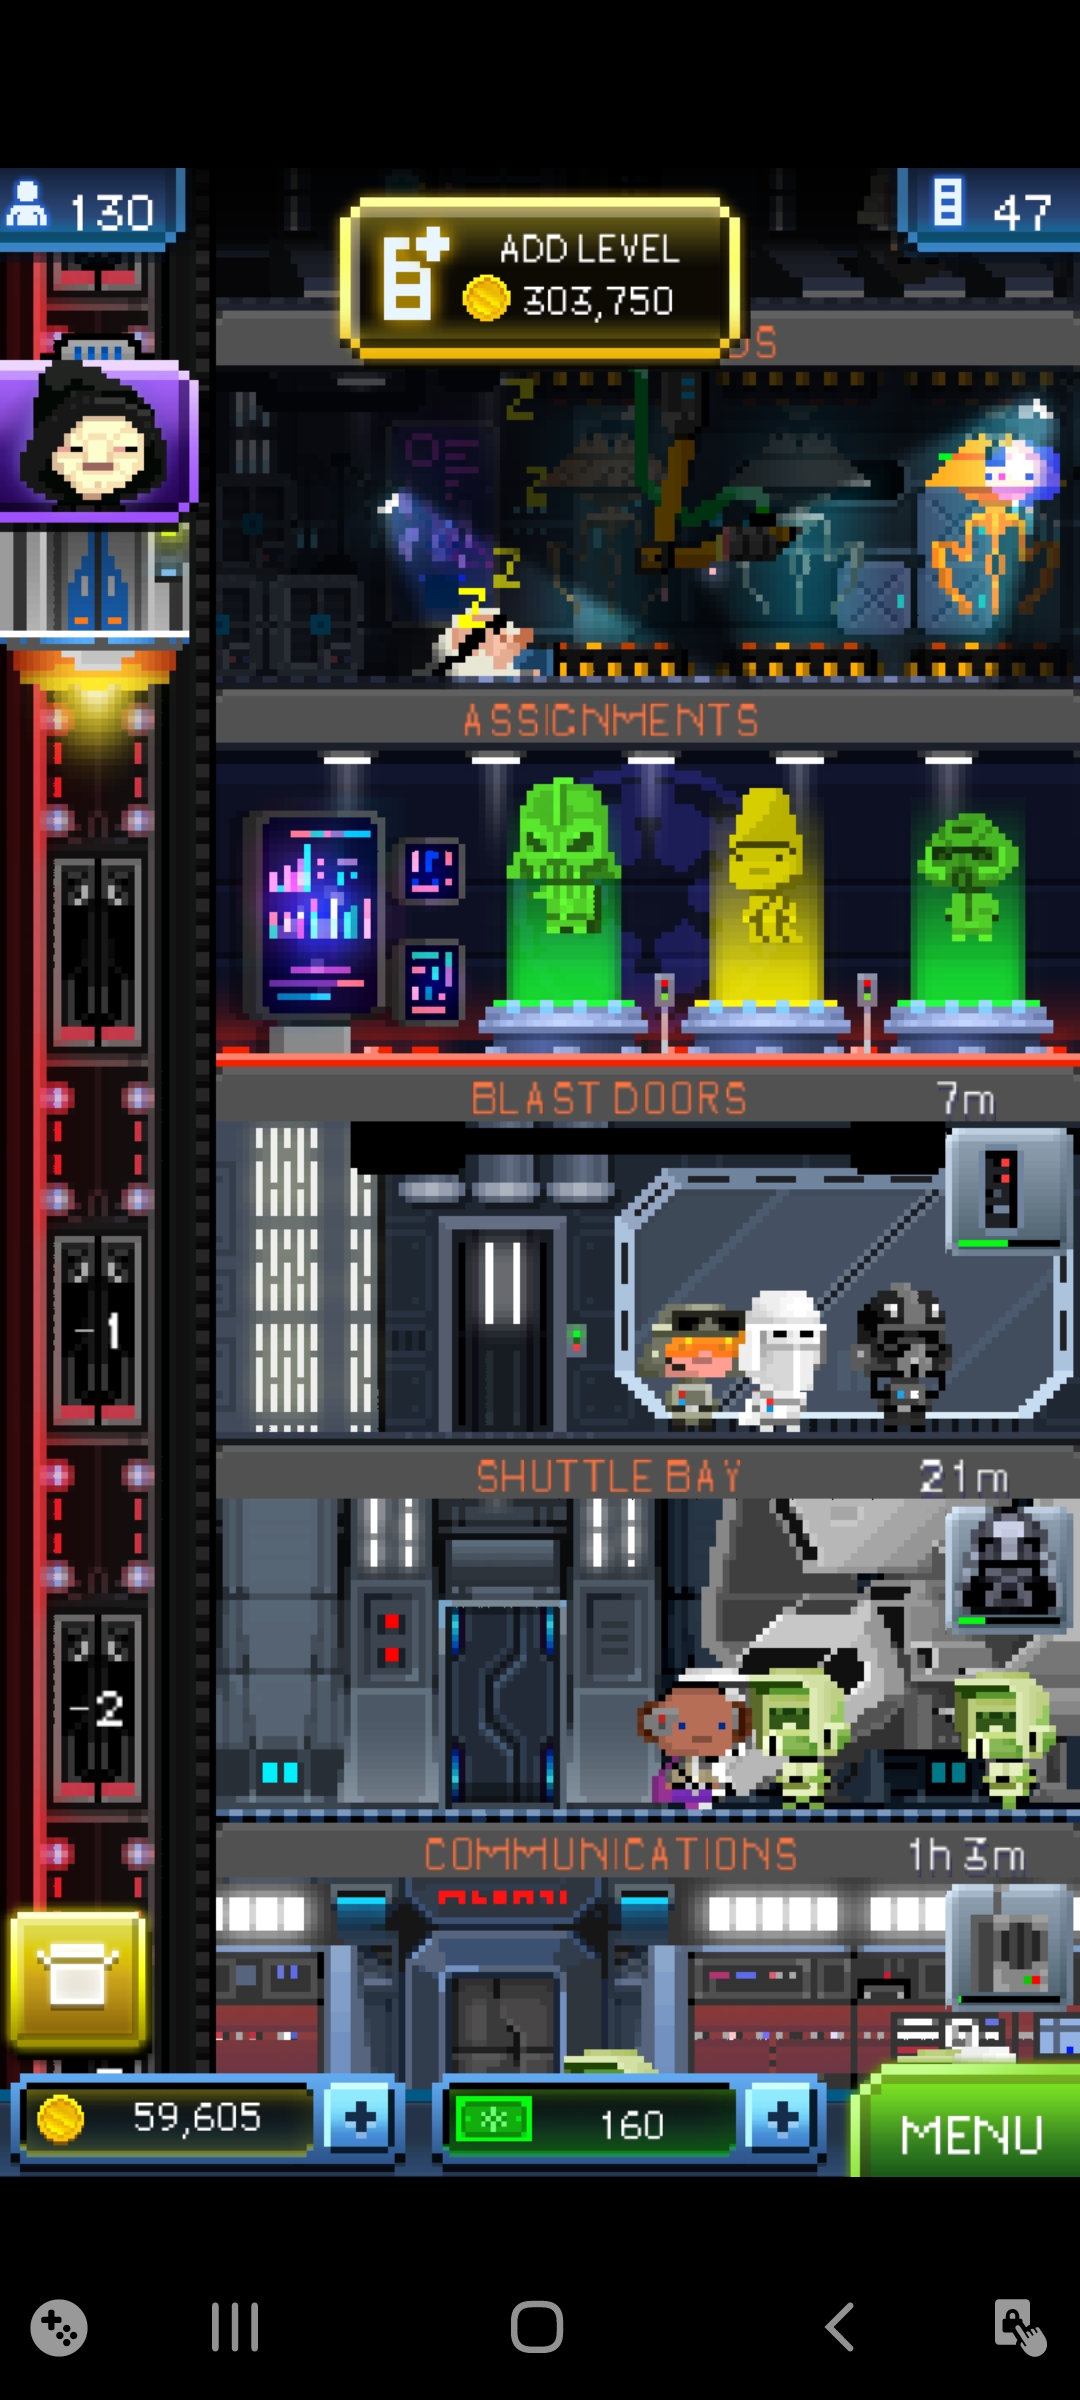 130
47
ADD LEVEL
303,750
Z
Z
Z
Z
ASSIGNMENTS
BLAST DOORS 7m
-1
SHUTTLE BAY 21m
-2
COMMUNICATIONS 1h 3m
59,605
160
MENU